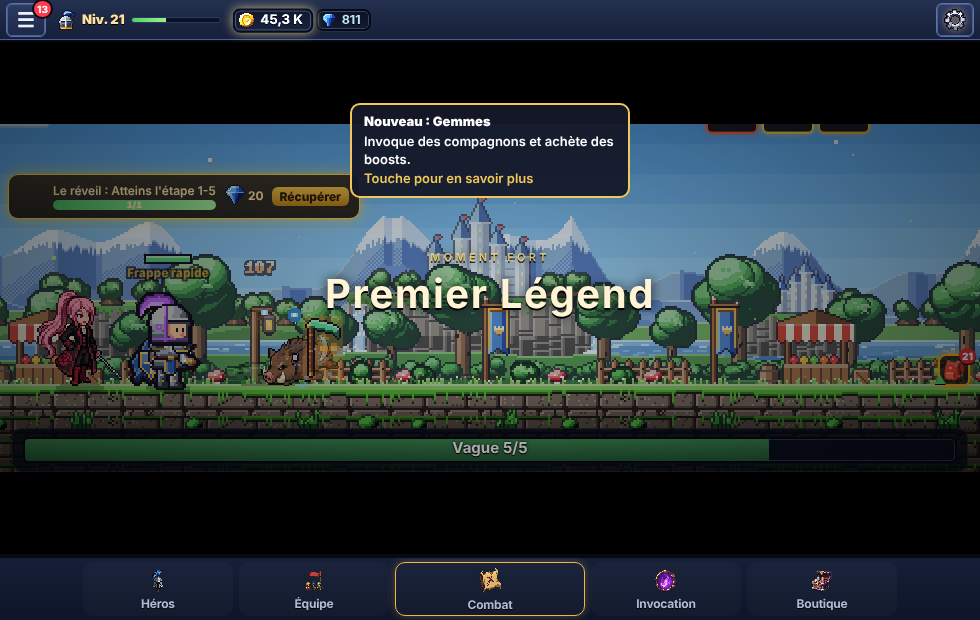 13
Niv. 21
45,3 K
811
Nouveau : Gemmes
Invoque des compagnons et achète des
boosts.
Touche pour en savoir plus
Le réveil : Atteins l'étape 1-5
1/1
20
Récupérer
MOMENT FORT
Premier Légend
Frappe rapide
107
21
Vague 5/5
Héros
Équipe
Combat
Invocation
Boutique